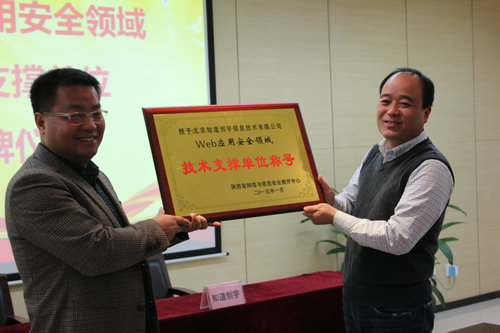 用安全领域
支撑单位
牌仪
授予北京知道创宇信息技术有限公司
Web应用安全领域
技术支撑单位称号
陕西省网络与信息安全测评中心
二〇一五年一月
知道创宇